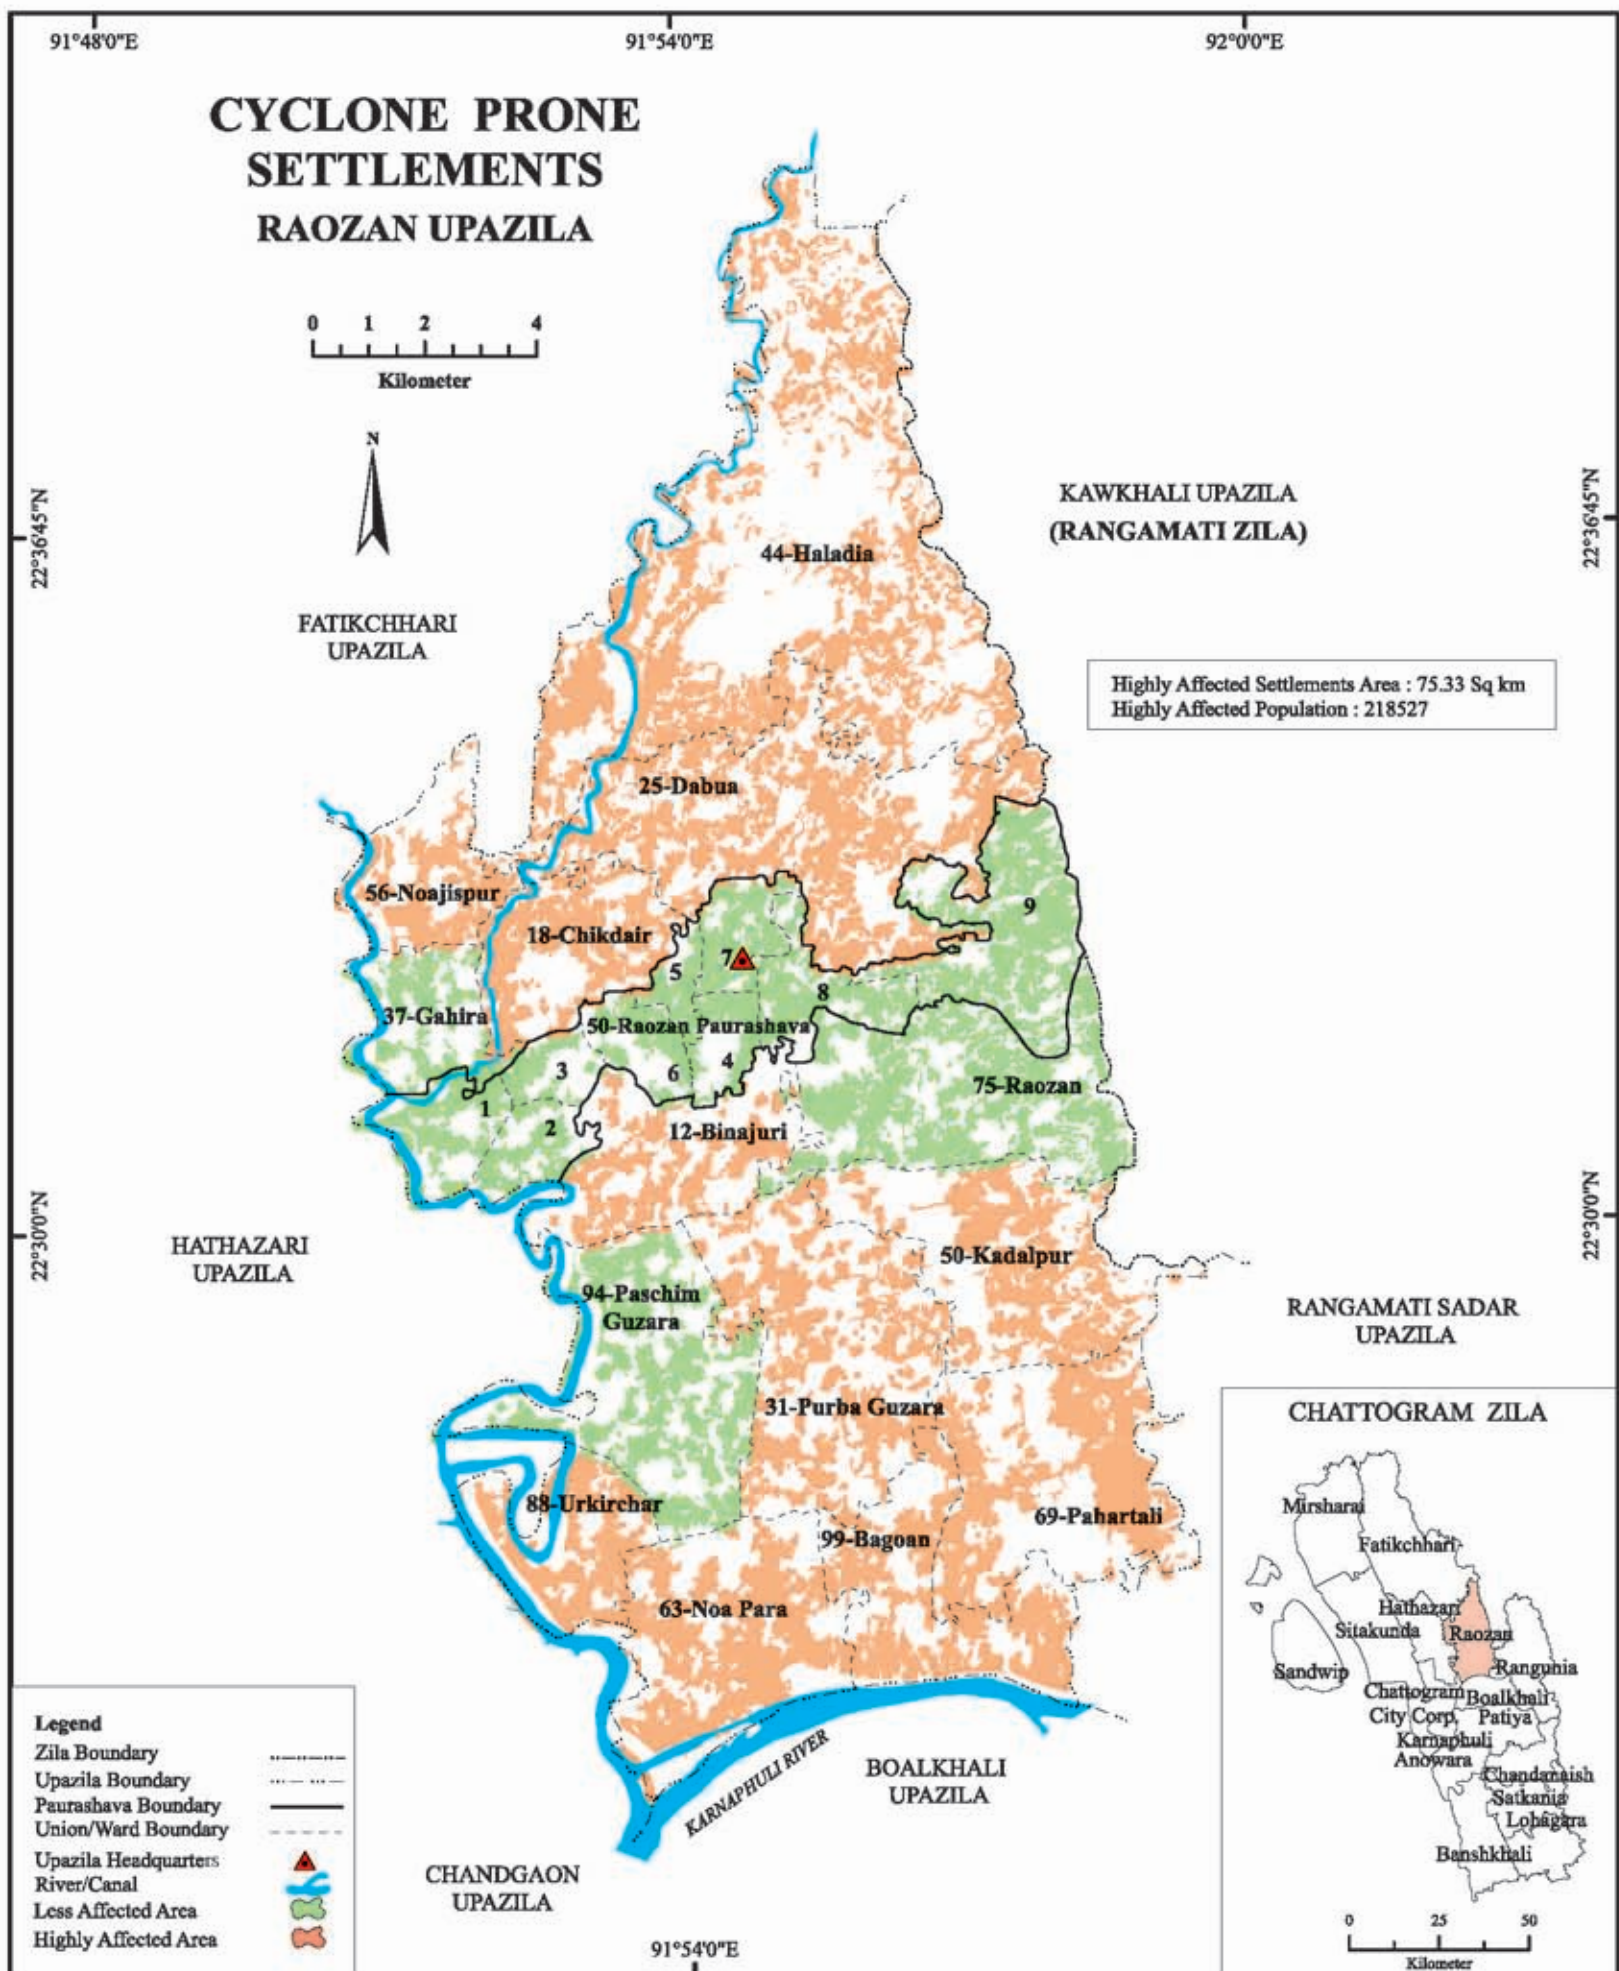 91°48'0"E
91°54'0"E
92°0'0"E
CYCLONE PRONE
SETTLEMENTS
RAOZAN UPAZILA
0 1 2 4
Kilometer
N
22°36'45"N
22°36'45"N
KAWKHALI UPAZILA
(RANGAMATI ZILA)
44-Haladia
FATIKCHHARI
UPAZILA
Highly Affected Settlements Area : 75.33 Sq km
Highly Affected Population : 218527
25-Dabua
56-Noajispur
18-Chikdair
9
7
5
8
37-Gahira
50-Raozan Paurashava
3
6
4
75-Raozan
1
2
12-Binajuri
22°30'0"N
22°30'0"N
HATHAZARI
UPAZILA
50-Kadalpur
94-Paschim
Guzara
RANGAMATI SADAR
UPAZILA
31-Purba Guzara
88-Urkirchar
69-Pahartali
99-Bagoan
63-Noa Para
KARNAPHULI RIVER
BOALKHALI
UPAZILA
CHANDGAON
UPAZILA
91°54'0"E
Legend
Zila Boundary
Upazila Boundary
Paurashava Boundary
Union/Ward Boundary
Upazila Headquarters
River/Canal
Less Affected Area
Highly Affected Area
CHATTOGRAM ZILA
Mirsharai
Fatikchhari
Hathazari
Sitakunda
Raozan
Sandwip
Rangunia
Chattogram
City Corp.
Boalkhali
Patiya
Karnaphuli
Anowara
Chandanaish
Satkania
Lohagara
Banshkhali
0 25 50
Kilometer